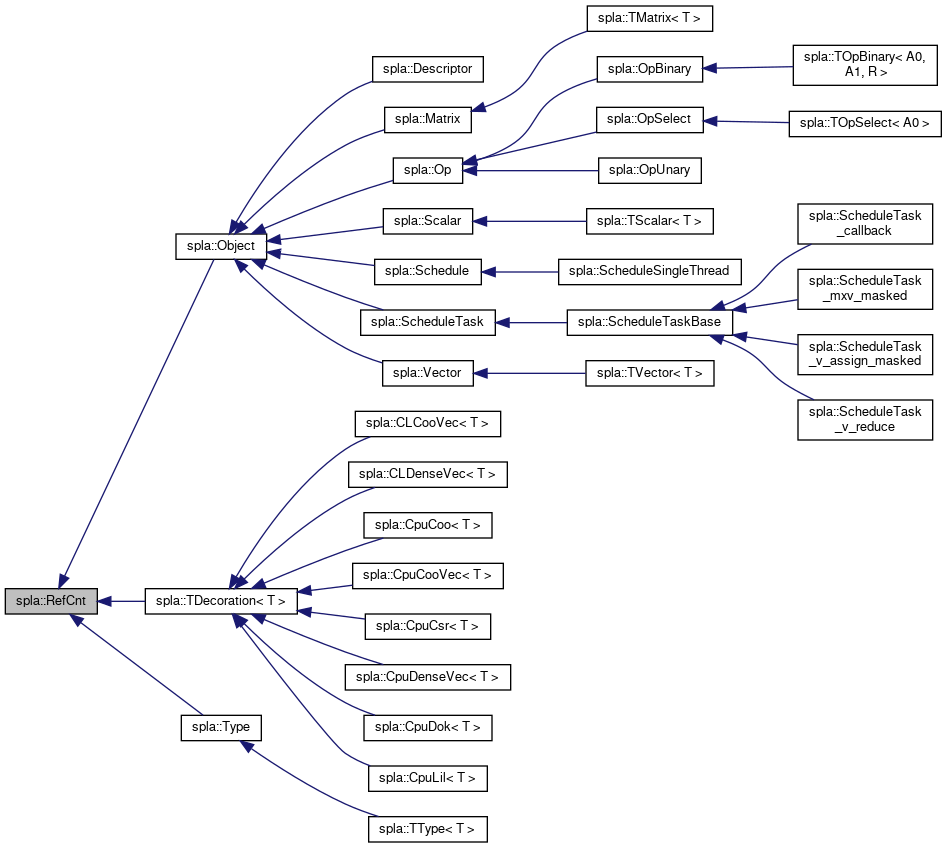 spla::TMatrix< T >
spla::Descriptor
spla::OpBinary
spla::TOpBinary< A0,
A1, R >
spla::Matrix
spla::OpSelect
spla::TOpSelect< A0 >
spla::Op
spla::OpUnary
spla::Scalar
spla::TScalar< T >
spla::ScheduleTask
_callback
spla::Object
spla::Schedule
spla::ScheduleSingleThread
spla::ScheduleTask
_mxv_masked
spla::ScheduleTask
spla::ScheduleTaskBase
spla::ScheduleTask
_v_assign_masked
spla::Vector
spla::TVector< T >
spla::ScheduleTask
_v_reduce
spla::CLCooVec< T >
spla::CLDenseVec< T >
spla::CpuCoo< T >
spla::CpuCooVec< T >
spla::RefCnt
spla::TDecoration< T >
spla::CpuCsr< T >
spla::CpuDenseVec< T >
spla::Type
spla::CpuDok< T >
spla::CpuLil< T >
spla::TType< T >